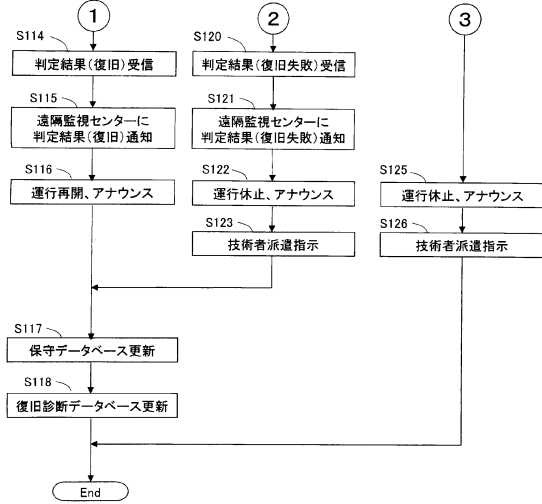 1
S114
判定結果(復旧)受信
S115
遠隔監視センターに
判定結果(復旧)通知
S116
運行再開、アナウンス
2
S120
判定結果(復旧失敗)受信
S121
遠隔監視センターに
判定結果(復旧失敗)通知
S122
運行休止、アナウンス
S123
技術者派遣指示
3
S125
運行休止、アナウンス
S126
技術者派遣指示
S117
保守データベース更新
S118
復旧診断データベース更新
End